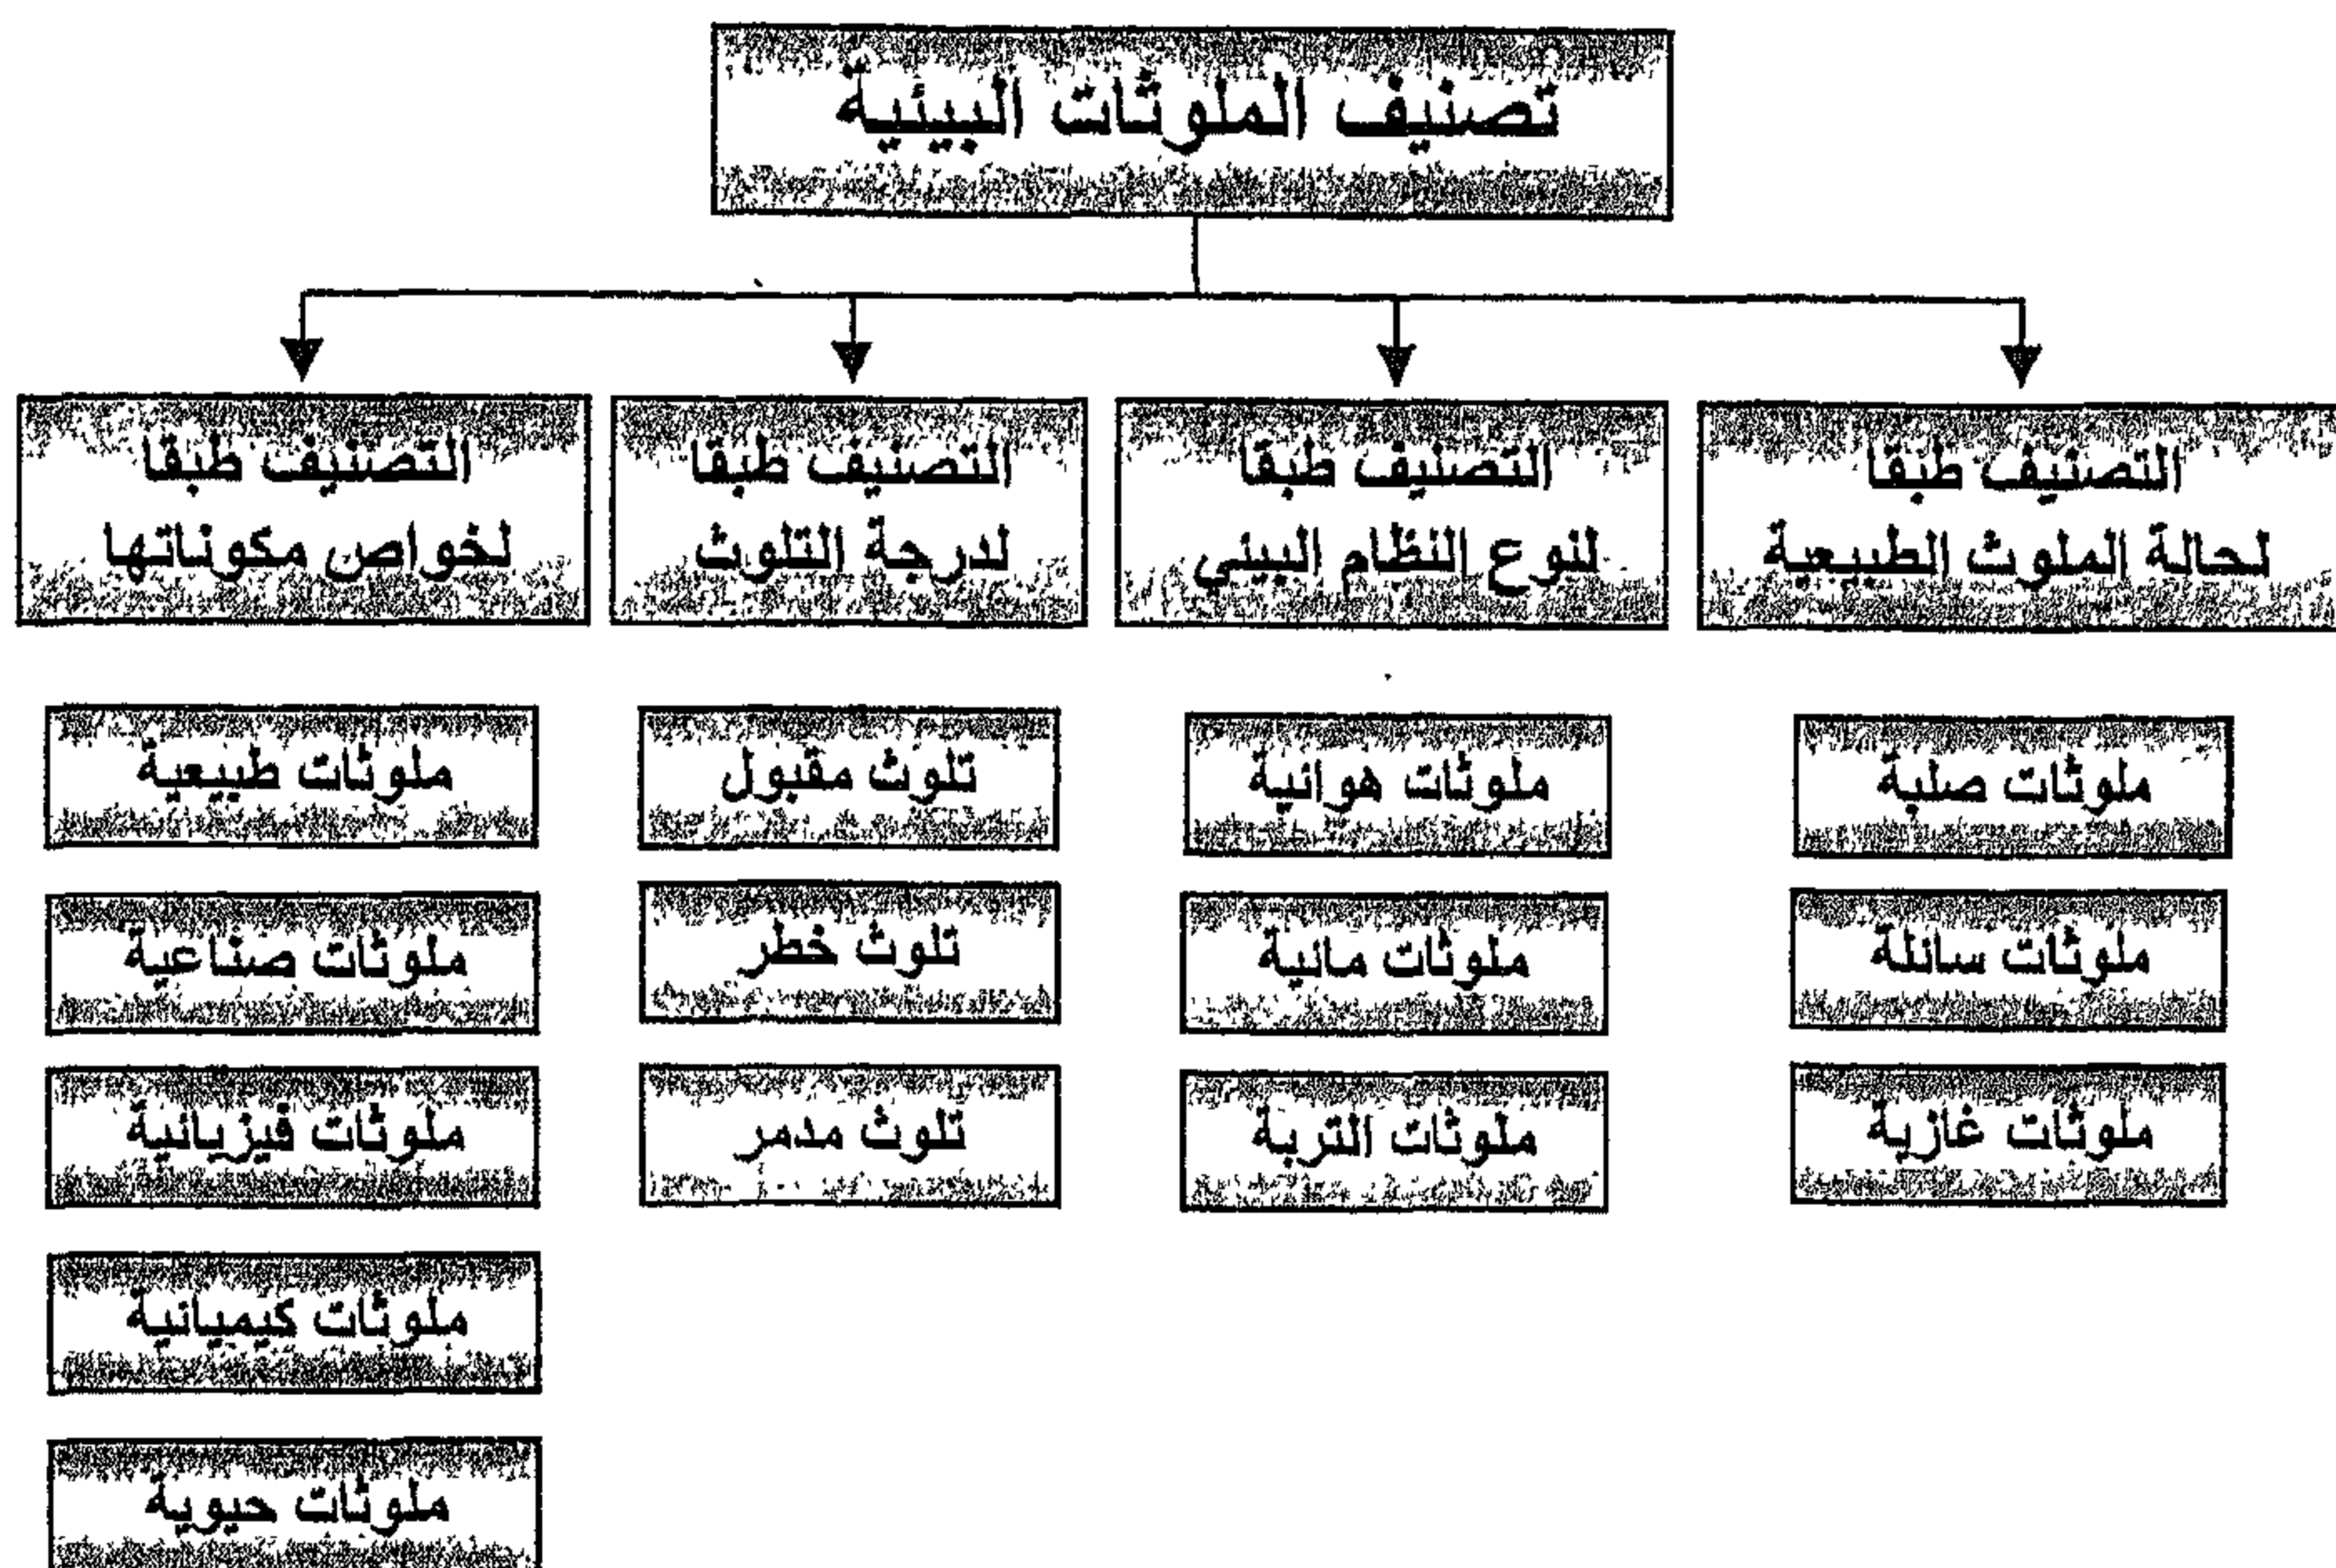 تصنيف الملوثات البيئية
التصنيف طبقا
لحالة الملوث الطبيعية
التصنيف طبقا
لنوع النظام البيئي
التصنيف طبقا
لدرجة التلوث
التصنيف طبقا
لخواص مكوناتها
ملوثات صلبة
ملوثات سائلة
ملوثات غازية
ملوثات هوائية
ملوثات مائية
ملوثات التربة
تلوث مقبول
تلوث خطر
تلوث مدمر
ملوثات طبيعية
ملوثات صناعية
ملوثات فيزيائية
ملوثات كيميائية
ملوثات حيوية